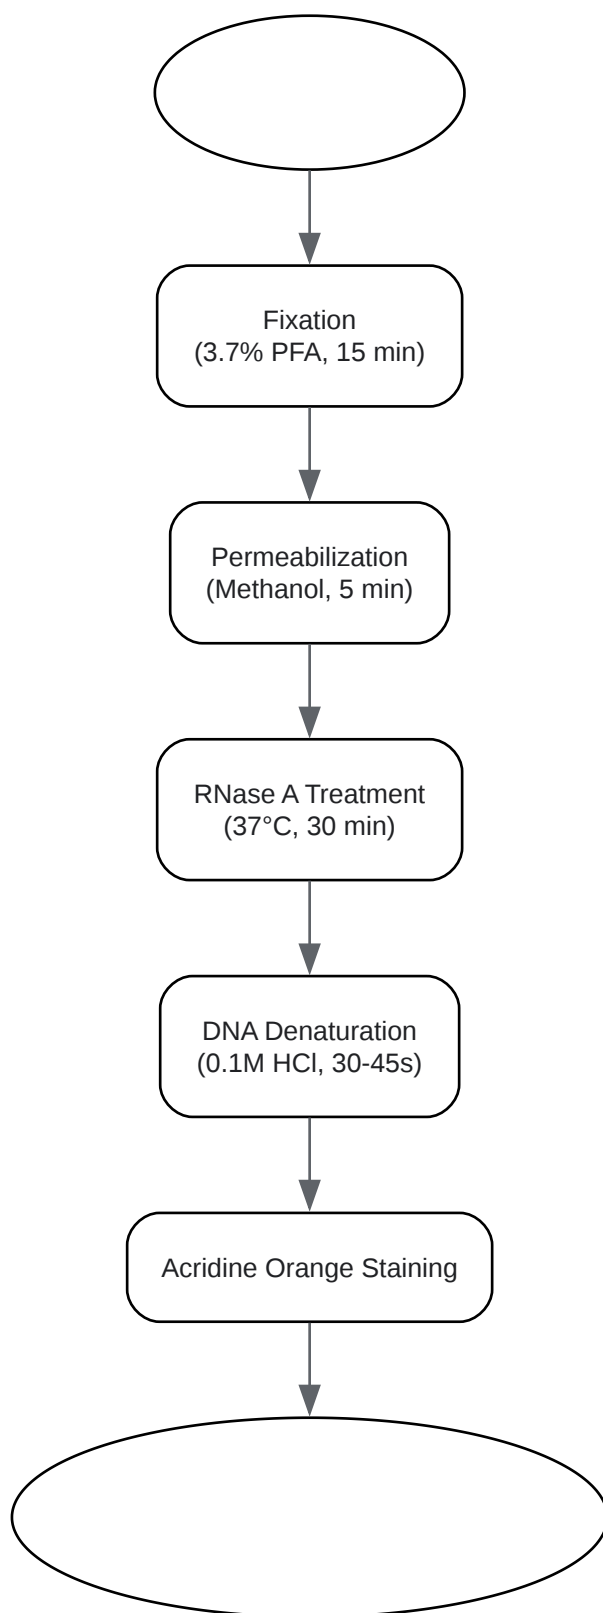 Fixation
(3.7% PFA, 15 min)
Permeabilization
(Methanol, 5 min)
RNase A Treatment
(37°C, 30 min)
DNA Denaturation
(0.1M HCl, 30-45s)
Acridine Orange Staining